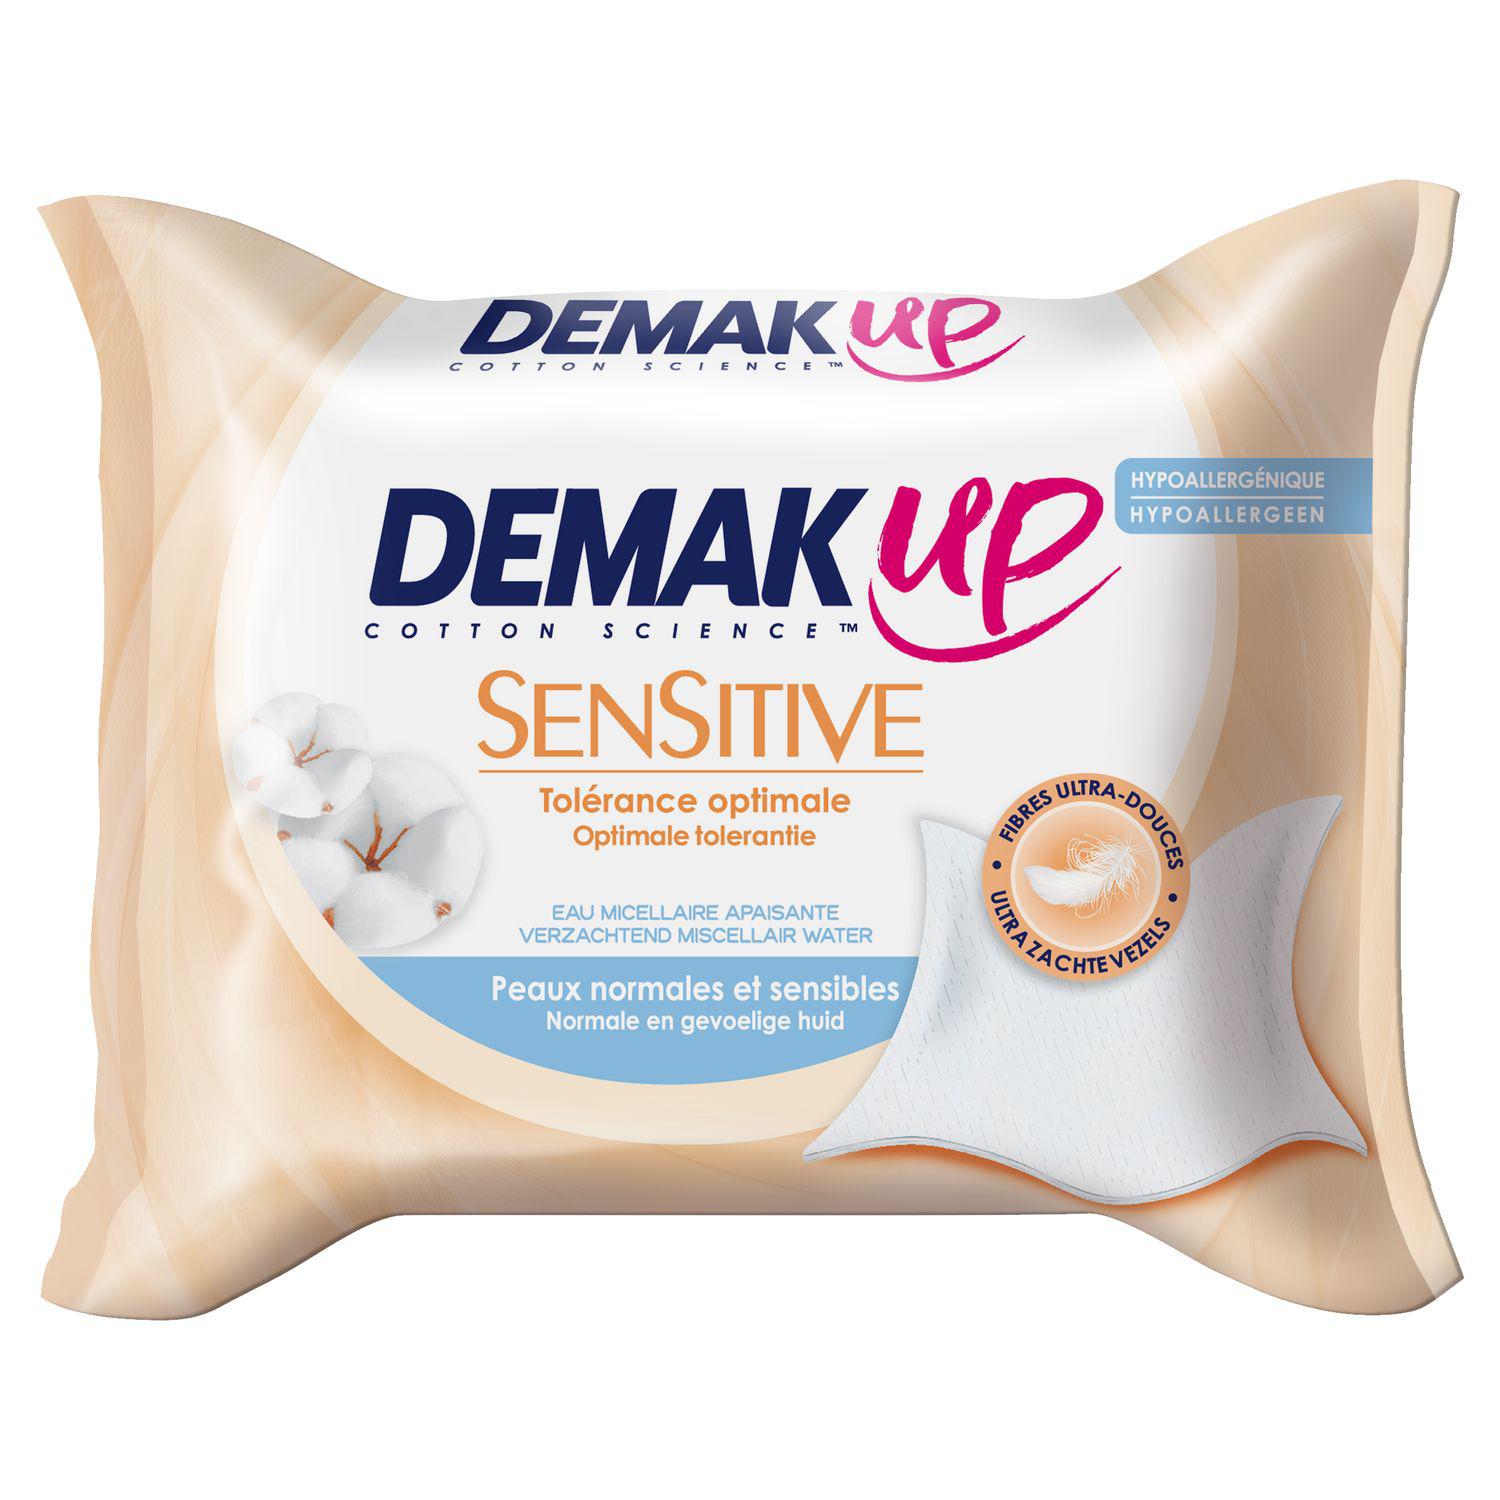 DEMAK UP
COTTON SCIENCE™
DEMAK UP
COTTON SCIENCE™
HYPOALLERGÉNIQUE
HYPOALLERGEEN
SENSITIVE
Tolérance optimale
Optimale tolerantie
FIBRES ULTRA-DOUCES
ULTRA ZACHTE VEZELS
EAU MICELLAIRE APAISANTE
VERZACHTEND MISCELLAIR WATER
Peaux normales et sensibles
Normale en gevoelige huid